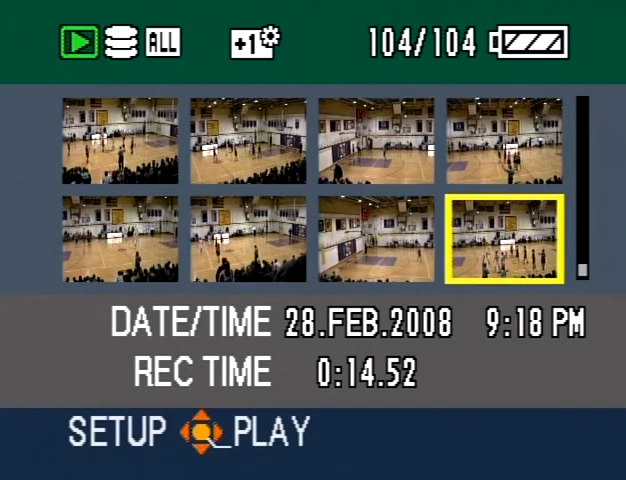 ALL +1 104/104
DATE/TIME 28.FEB.2008 9:18 PM
REC TIME 0:14.52
SETUP PLAY